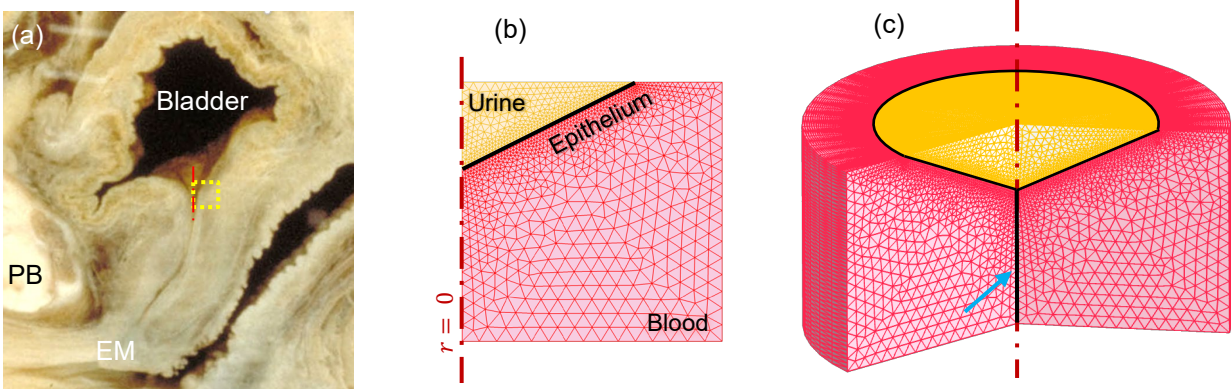 (a)
Bladder
PB
EM
(b)
Urine
Epithelium
r = 0
Blood
(c)